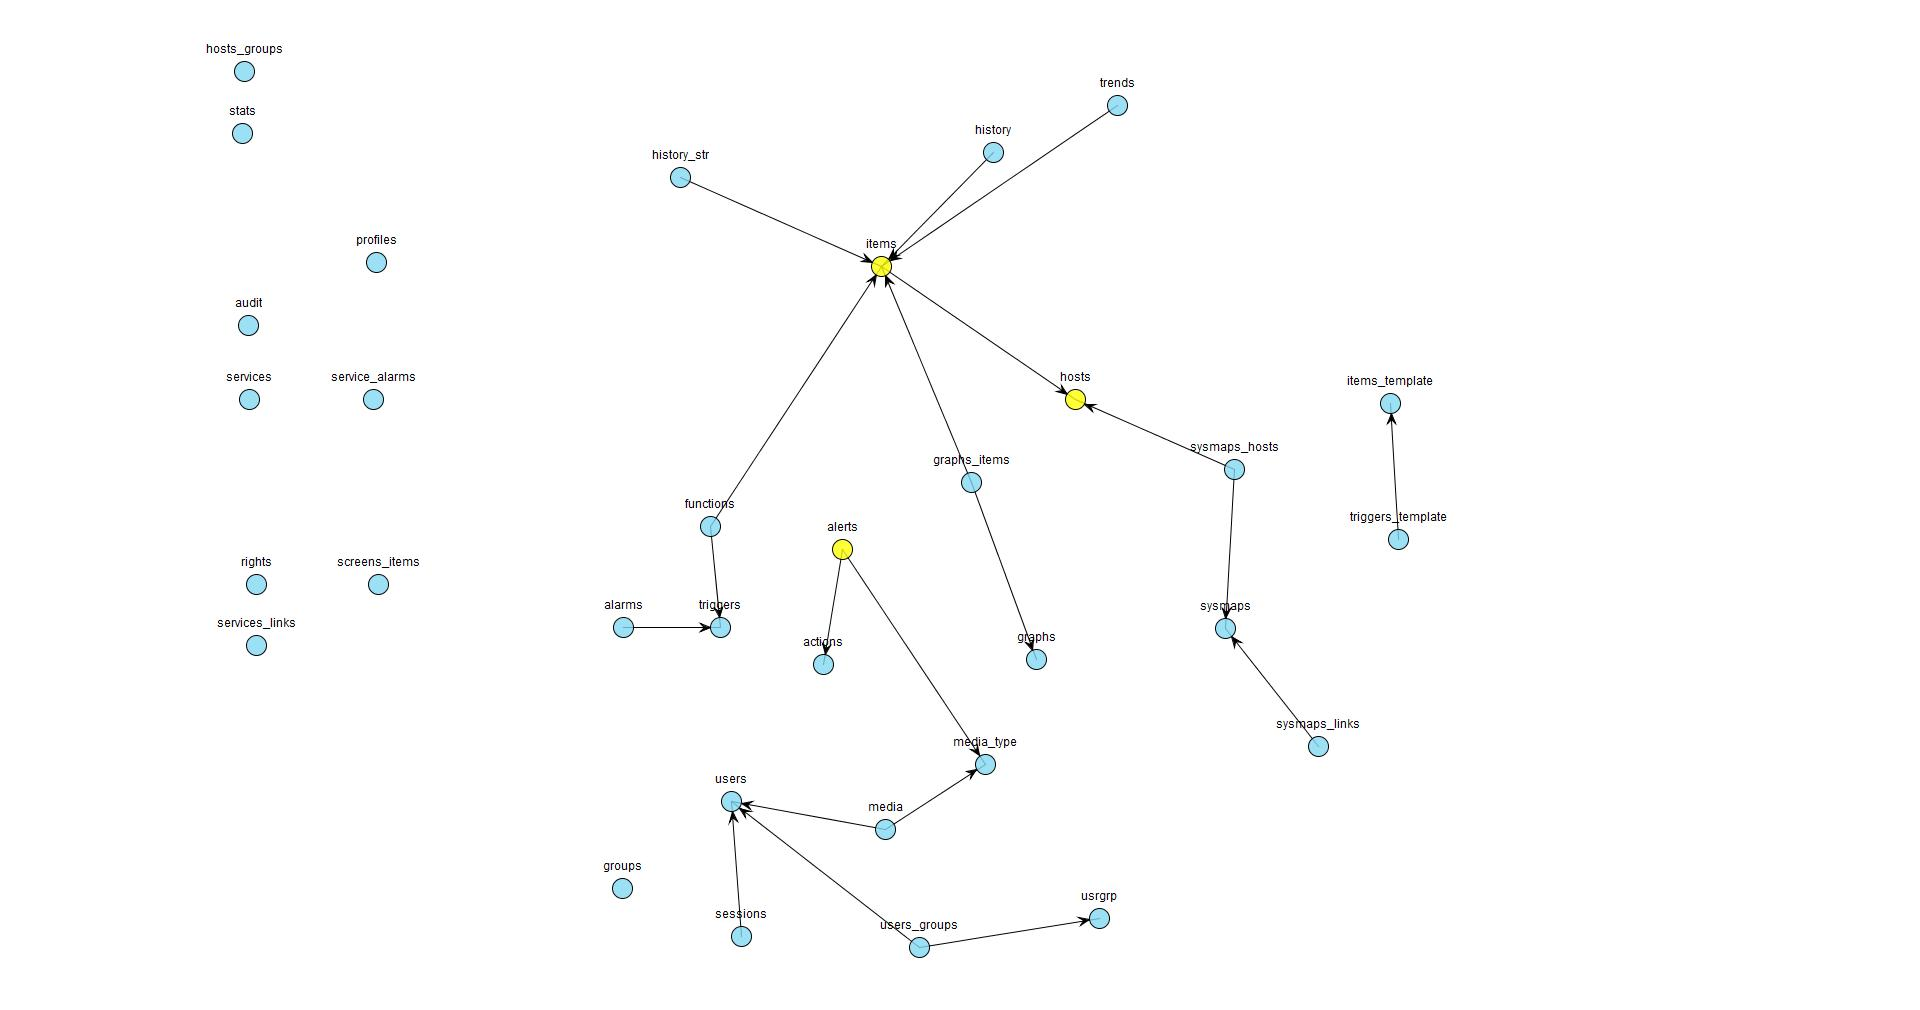 hosts_groups
stats
trends
history
history_str
profiles
items
audit
services
service_alarms
hosts
items_template
sysmaps_hosts
graphs_items
functions
triggers_template
alerts
rights
screens_items
alarms
triggers
sysmaps
services_links
actions
graphs
sysmaps_links
media_type
users
media
groups
usrgrp
sessions
users_groups